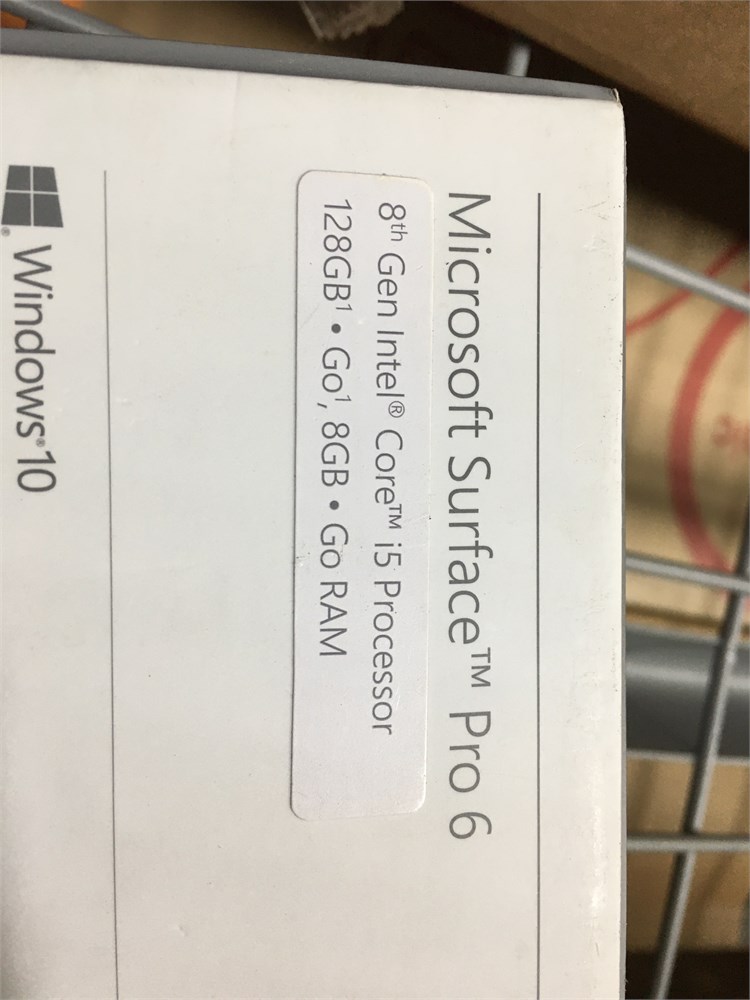 Microsoft Surface™ Pro 6
8th Gen Intel® Core™ i5 Processor
128GB¹ • Go¹, 8GB • Go RAM
Windows®10